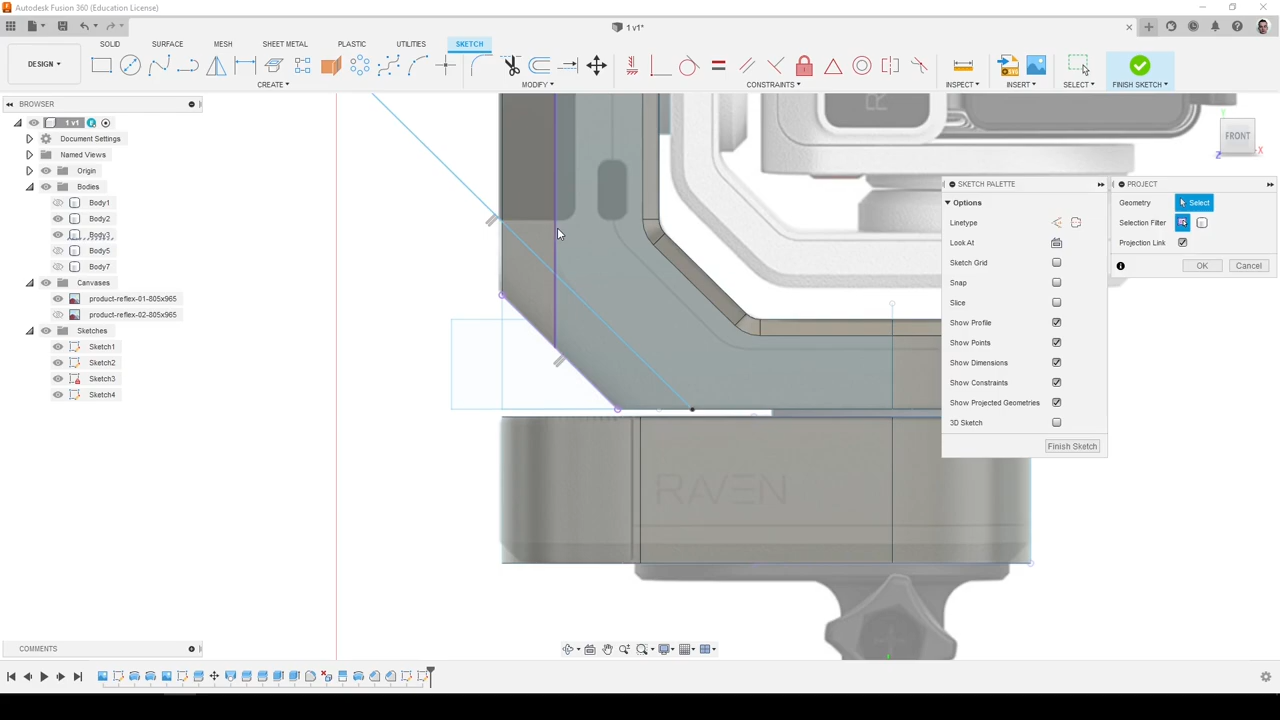 Autodesk Fusion 360 (Education License)
1 v1*
DESIGN
SOLID
SURFACE
MESH
SHEET METAL
PLASTIC
UTILITIES
SKETCH
CREATE
MODIFY
CONSTRAINTS
INSPECT
INSERT
SELECT
FINISH SKETCH
BROWSER
1 v1
Document Settings
Named Views
Origin
Bodies
Body1
Body2
Body3
Body5
Body7
Canvases
product-reflex-01-805x965
product-reflex-02-805x965
Sketches
Sketch1
Sketch2
Sketch3
Sketch4
FRONT
Y
X
Z
SKETCH PALETTE
Options
Linetype
Look At
Sketch Grid
Snap
Slice
Show Profile
Show Points
Show Dimensions
Show Constraints
Show Projected Geometries
3D Sketch
Finish Sketch
PROJECT
Geometry
Select
Selection Filter
Projection Link
OK
Cancel
RAVEN
COMMENTS